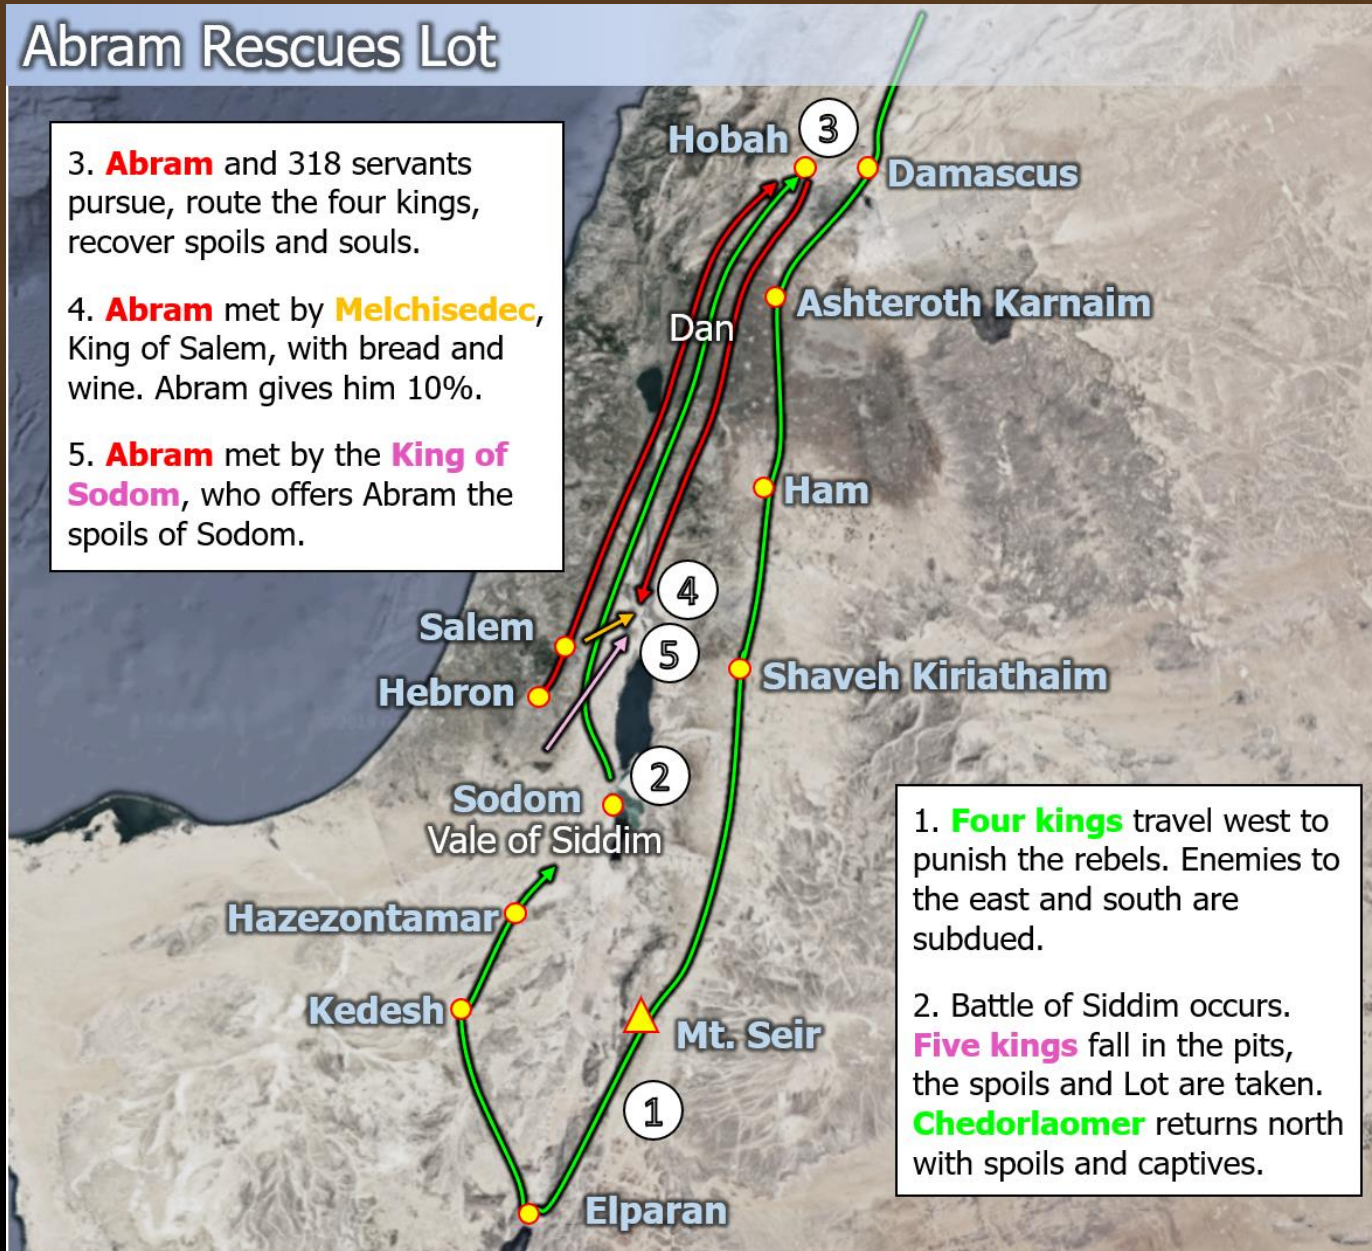 Abram Rescues Lot
3. Abram and 318 servants
pursue, route the four kings,
recover spoils and souls.
4. Abram met by Melchisedec,
King of Salem, with bread and
wine. Abram gives him 10%.
5. Abram met by the King of
Sodom, who offers Abram the
spoils of Sodom.
Hobah
3
Damascus
Ashteroth Karnaim
Dan
Ham
4
Salem
5
Hebron
Shaveh Kiriathaim
2
Sodom
Vale of Siddim
Hazezontamar
Kedesh
Mt. Seir
1
Elparan
1. Four kings travel west to
punish the rebels. Enemies to
the east and south are
subdued.
2. Battle of Siddim occurs.
Five kings fall in the pits,
the spoils and Lot are taken.
Chedorlaomer returns north
with spoils and captives.